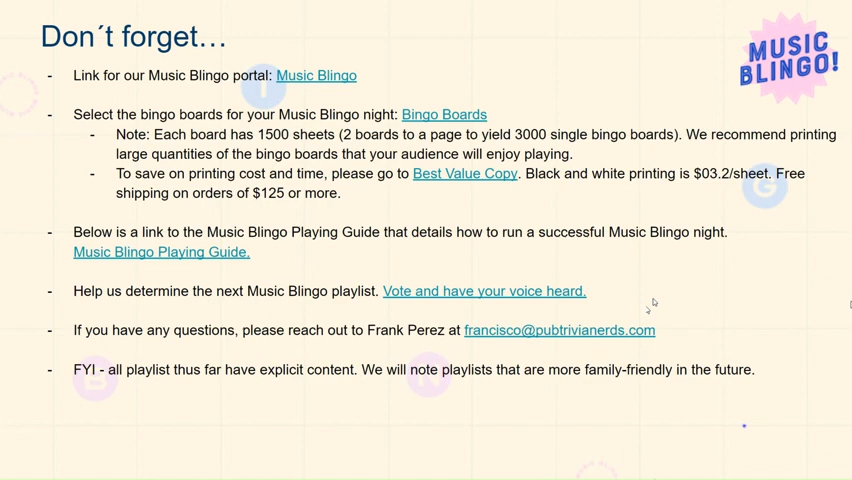 Don´t forget…
MUSIC
BLINGO!
- Link for our Music Blingo portal: Music Blingo
- Select the bingo boards for your Music Blingo night: Bingo Boards
- Note: Each board has 1500 sheets (2 boards to a page to yield 3000 single bingo boards). We recommend printing
large quantities of the bingo boards that your audience will enjoy playing.
- To save on printing cost and time, please go to Best Value Copy. Black and white printing is $03.2/sheet. Free
shipping on orders of $125 or more.
- Below is a link to the Music Blingo Playing Guide that details how to run a successful Music Blingo night.
Music Blingo Playing Guide.
- Help us determine the next Music Blingo playlist. Vote and have your voice heard.
- If you have any questions, please reach out to Frank Perez at francisco@pubtrivianerds.com
- FYI - all playlist thus far have explicit content. We will note playlists that are more family-friendly in the future.
I
G
B
N